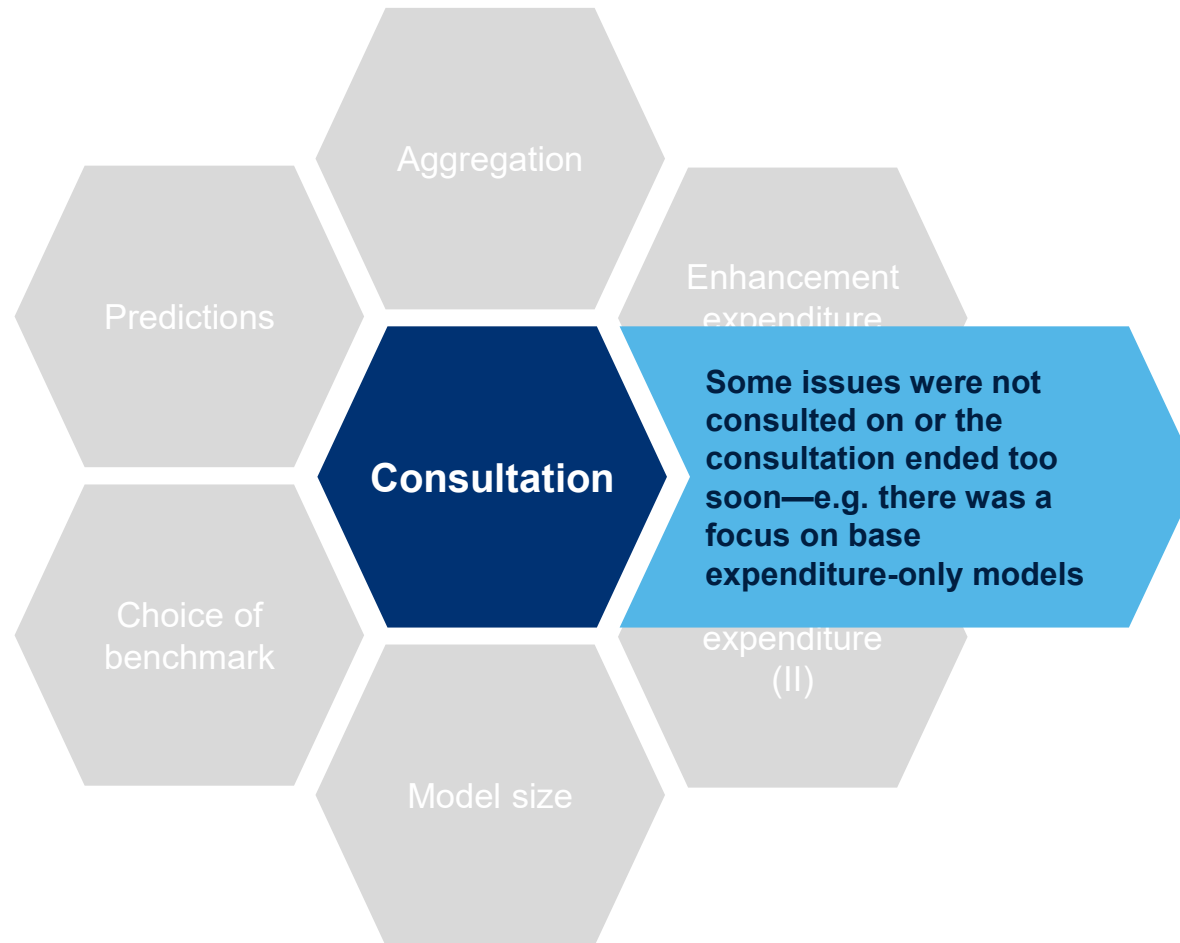 Aggregation
Predictions
Enhancement
expenditure
Consultation
Some issues were not
consulted on or the
consultation ended too
soon—e.g. there was a
focus on base
expenditure-only models
Choice of
benchmark
expenditure
(II)
Model size